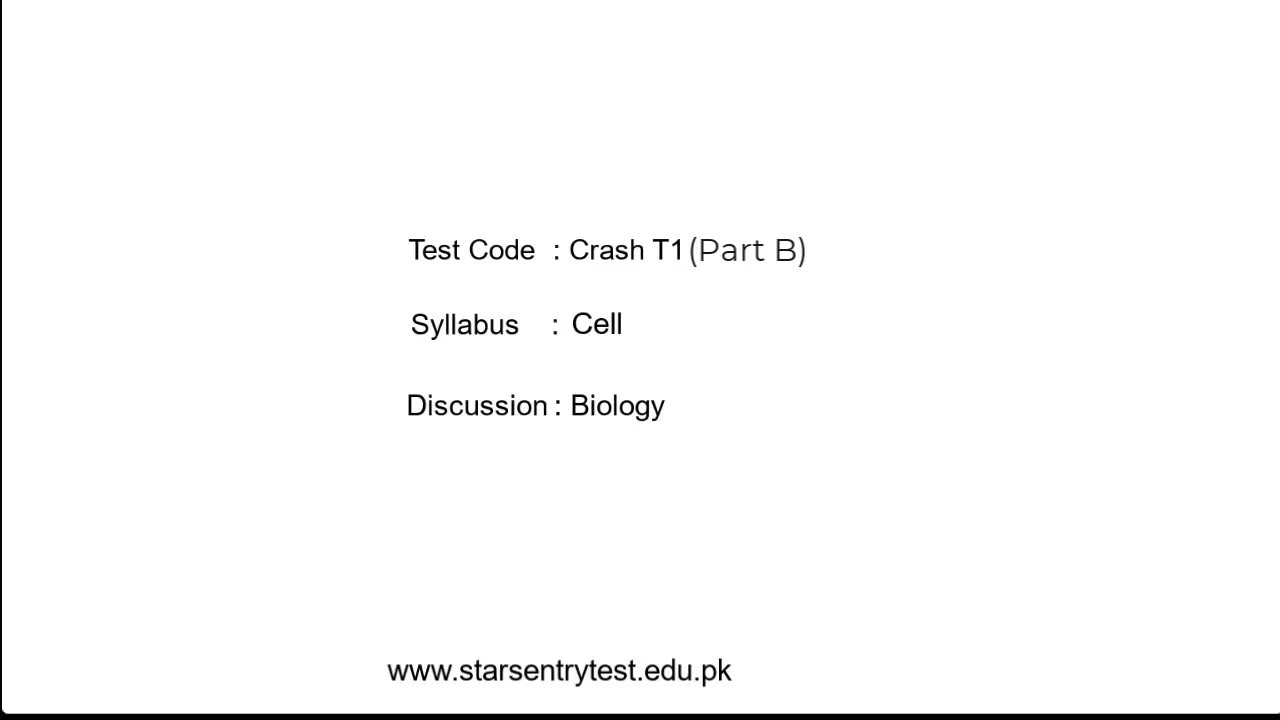 Test Code : Crash T1 (Part B)
Syllabus : Cell
Discussion : Biology
www.starsentrytest.edu.pk